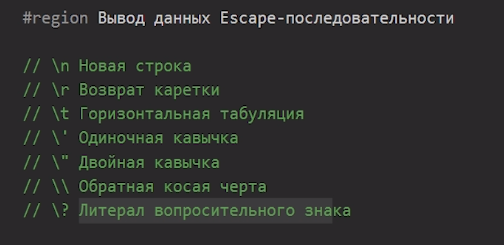 #region Вывод данных Escape-последовательности
// \n Новая строка
// \r Возврат каретки
// \t Горизонтальная табуляция
// \' Одиночная кавычка
// \" Двойная кавычка
// \\ Обратная косая черта
// \? Литерал вопросительного знака